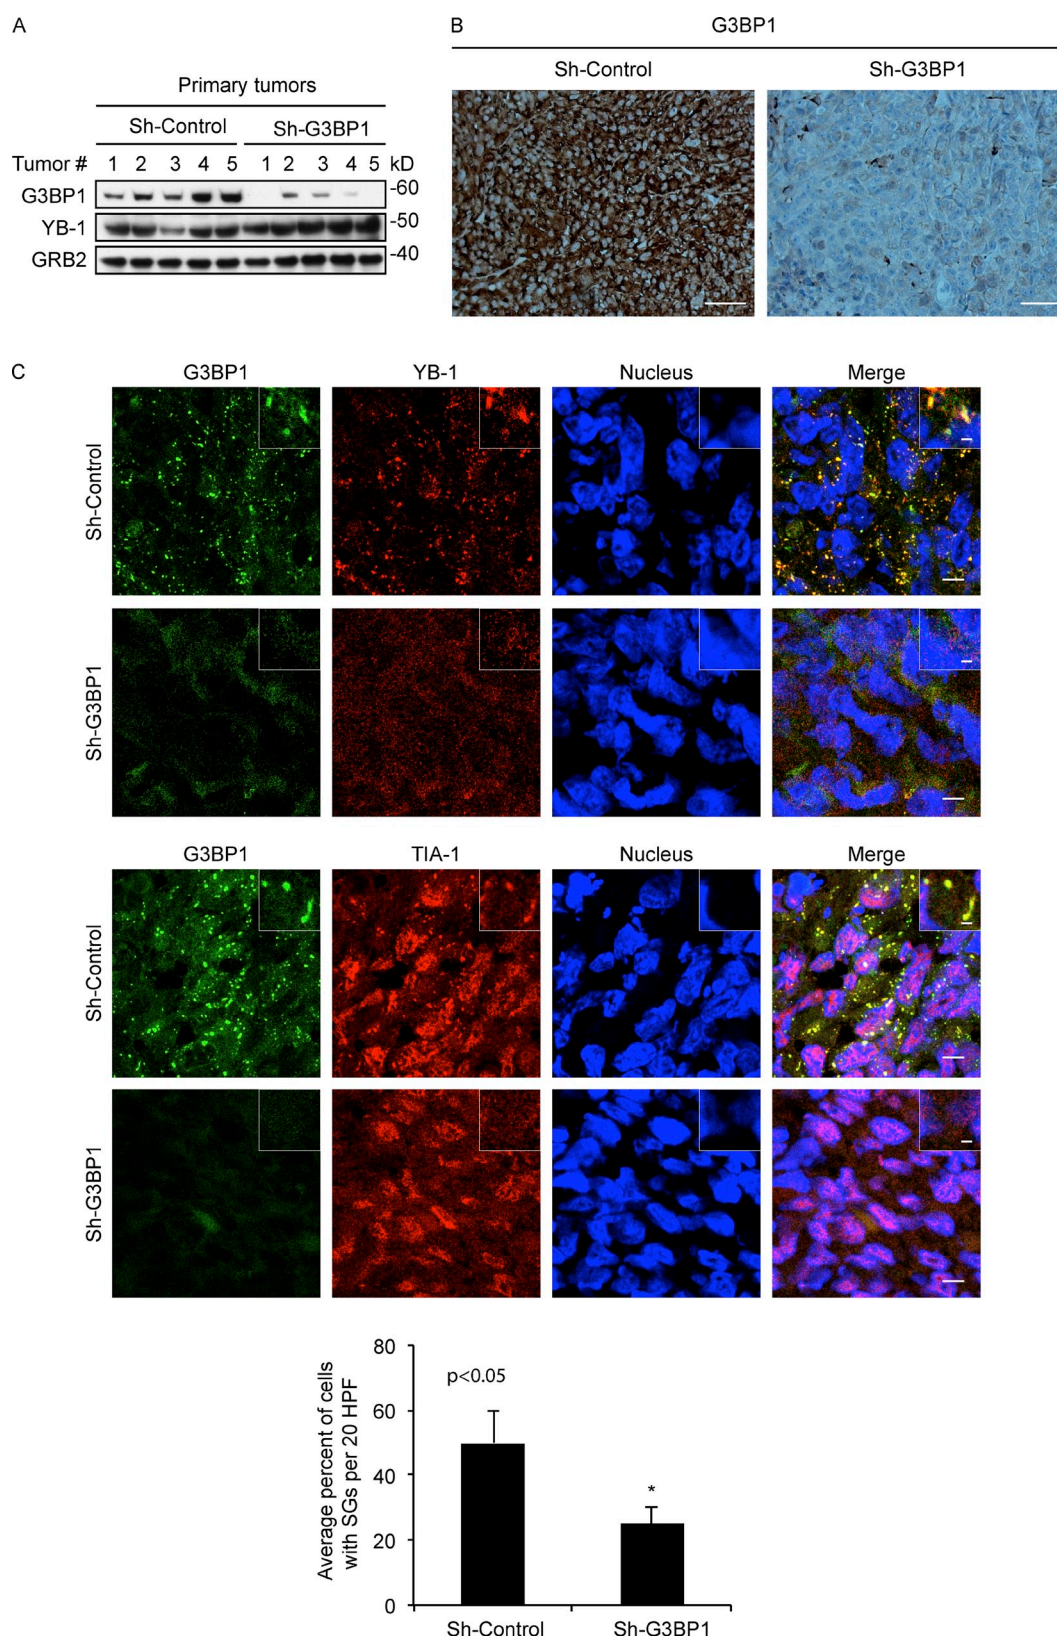 A
Primary tumors
Sh-Control Sh-G3BP1
Tumor # 1 2 3 4 5 1 2 3 4 5 kD
G3BP1 -60
YB-1 -50
GRB2 -40
B
G3BP1
Sh-Control Sh-G3BP1
C
G3BP1 YB-1 Nucleus Merge
Sh-Control
Sh-G3BP1
G3BP1 TIA-1 Nucleus Merge
Sh-Control
Sh-G3BP1
Average percent of cells
with SGs per 20 HPF
80
60
40
20
0
p<0.05
*
Sh-Control Sh-G3BP1